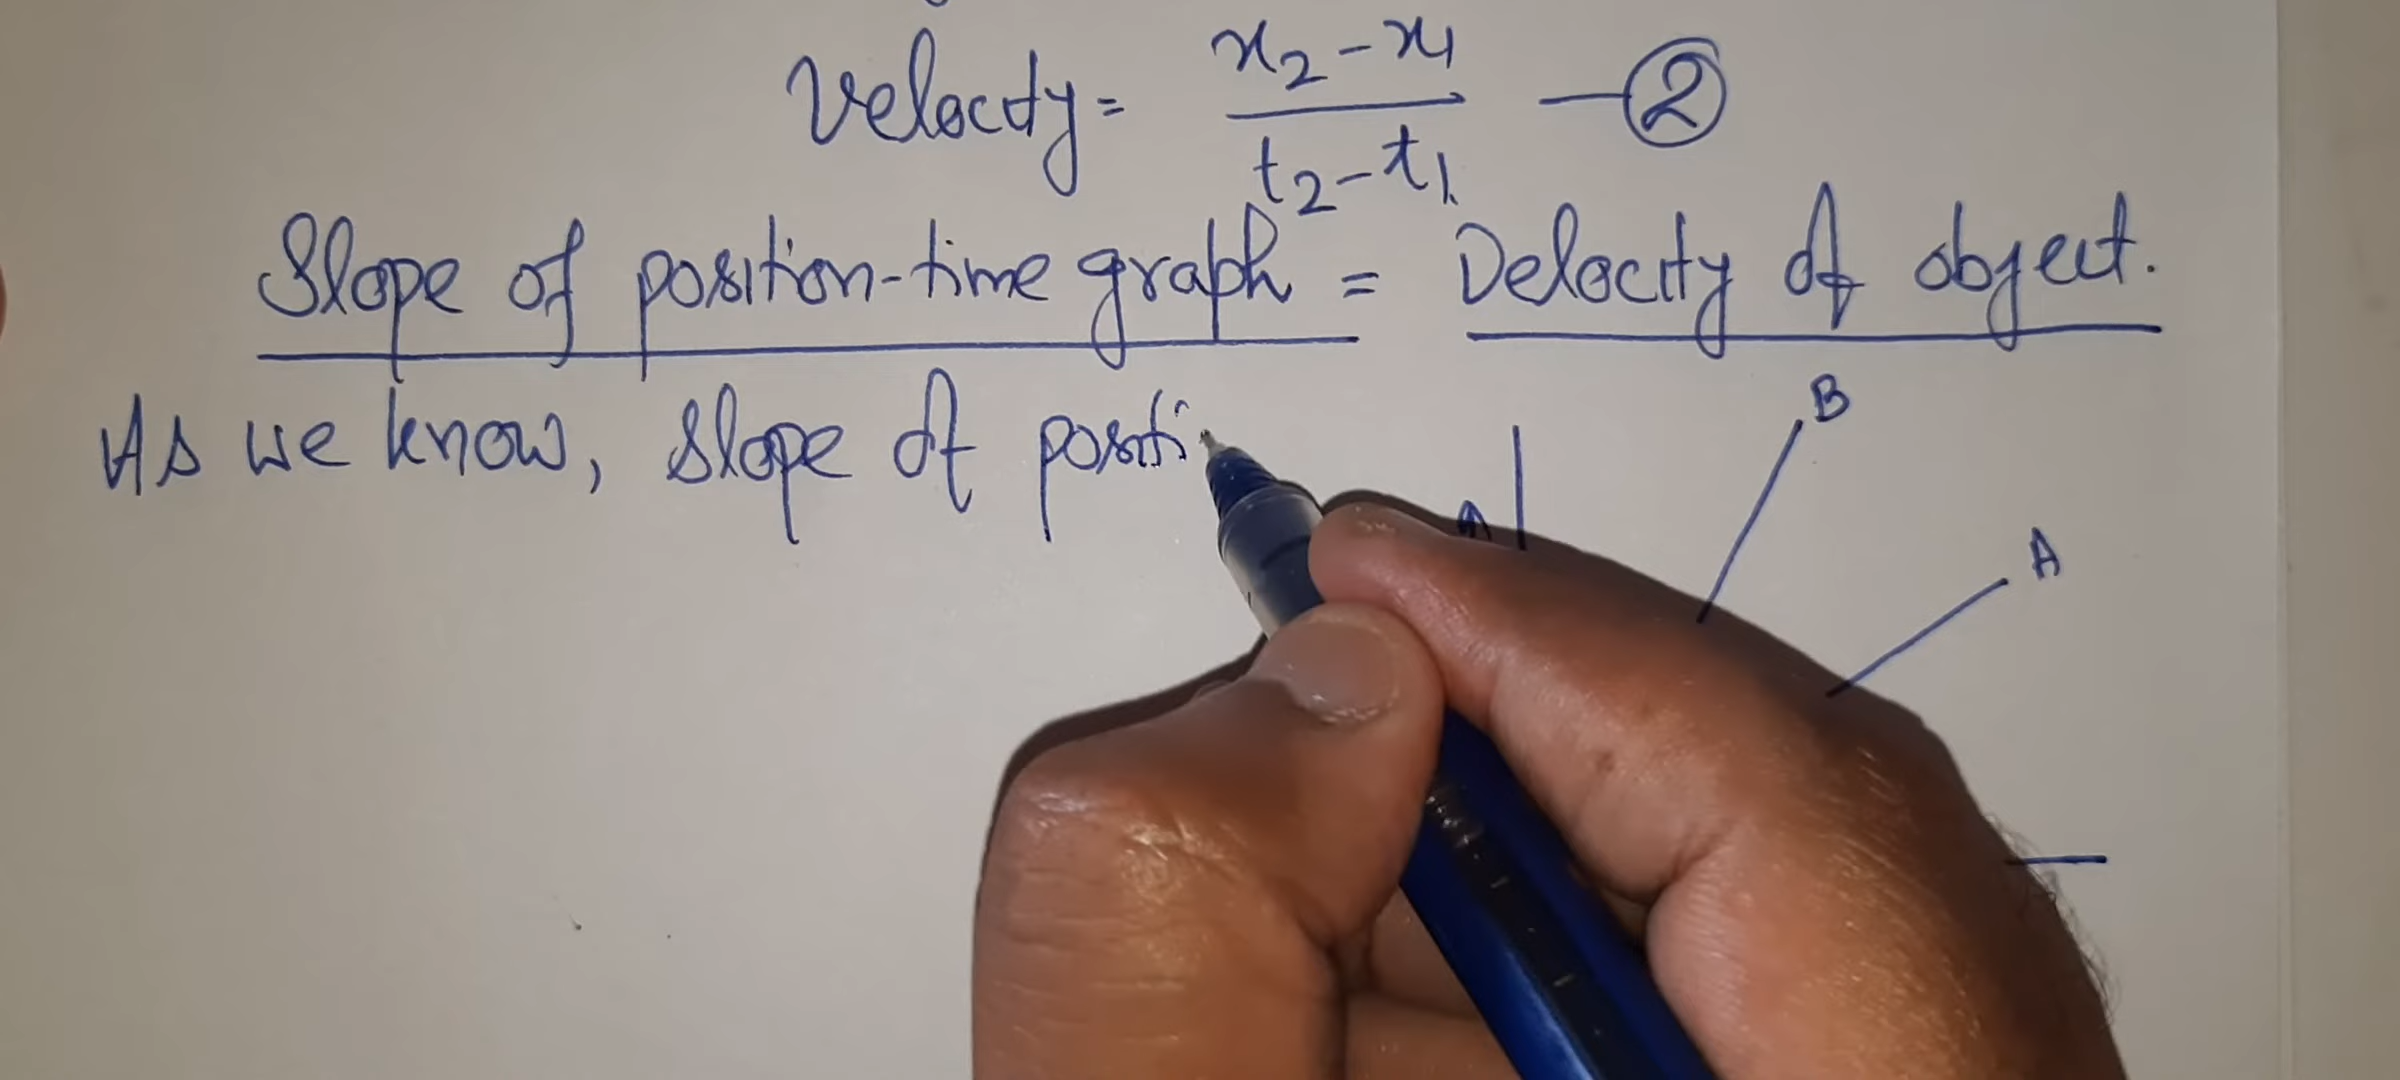 Velocity = x2 - x1 / t2 - t1 — 2
Slope of position-time graph = Velocity of object.
As we know, Slope of positi
B
A